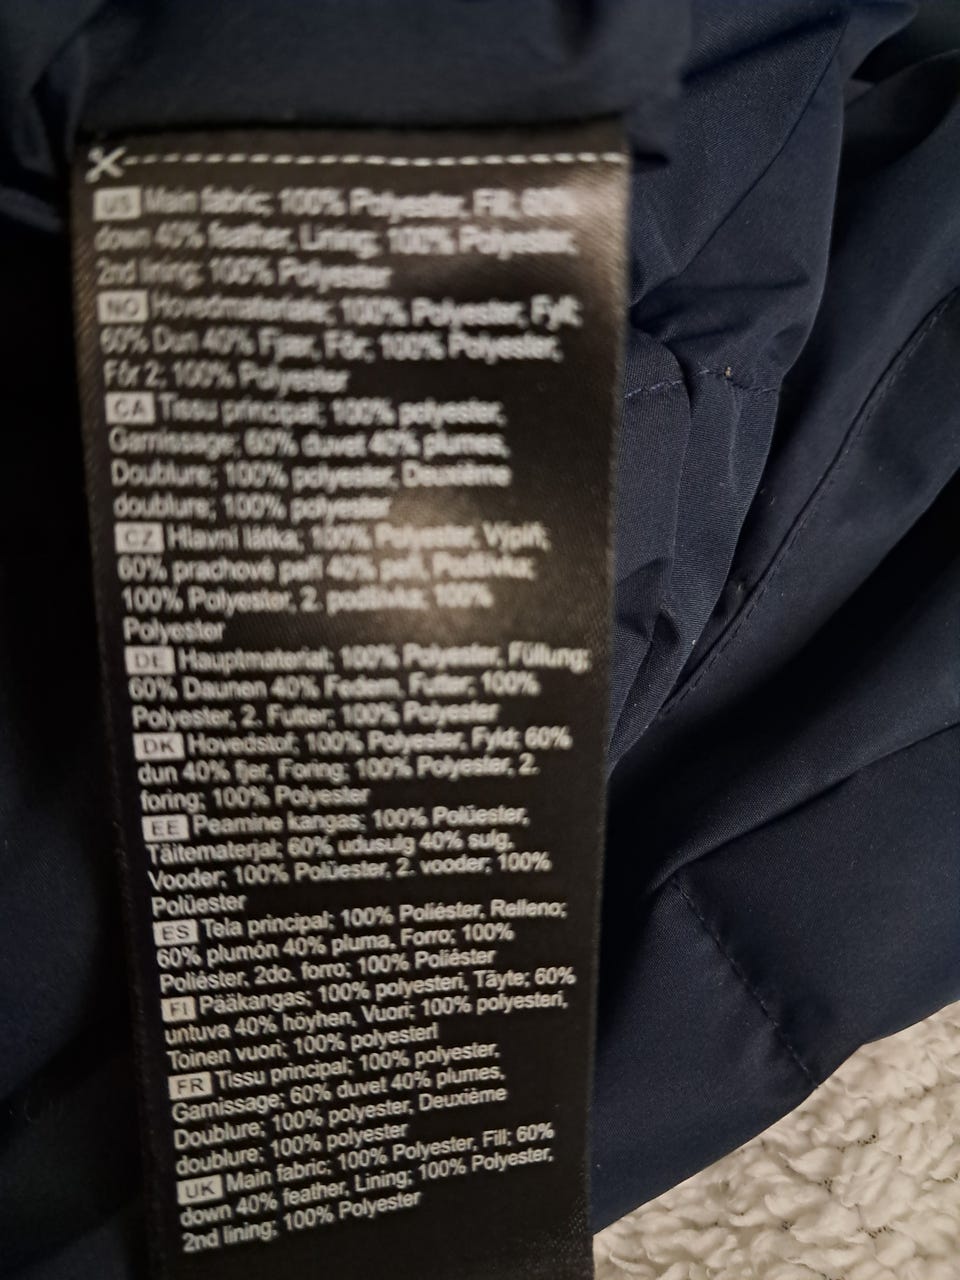 US Main fabric; 100% Polyester, Fill; 60%
down 40% feather, Lining; 100% Polyester,
2nd lining; 100% Polyester
NO Hovedmateriale; 100% Polyester, Fyll;
60% Dun 40% Fjær, Fôr; 100% Polyester,
Fôr 2; 100% Polyester
CA Tissu principal; 100% polyester,
Garnissage; 60% duvet 40% plumes,
Doublure; 100% polyester, Deuxième
doublure; 100% polyester
CZ Hlavní látka; 100% Polyester, Výplň;
60% prachové peří 40% peří, Podšívka;
100% Polyester, 2. podšívka; 100%
Polyester
DE Hauptmaterial; 100% Polyester, Füllung;
60% Daunen 40% Federn, Futter; 100%
Polyester, 2. Futter; 100% Polyester
DK Hovedstof; 100% Polyester, Fyld; 60%
dun 40% fjer, Foring; 100% Polyester, 2.
foring; 100% Polyester
EE Peamine kangas; 100% Polüester,
Täitematerjal; 60% udusulg 40% sulg,
Vooder; 100% Polüester, 2. vooder; 100%
Polüester
ES Tela principal; 100% Poliéster, Relleno;
60% plumón 40% pluma, Forro; 100%
Poliéster, 2do. forro; 100% Poliéster
FI Pääkangas; 100% polyesteri, Täyte; 60%
untuva 40% höyhen, Vuori; 100% polyesteri,
Toinen vuori; 100% polyesteri
FR Tissu principal; 100% polyester,
Garnissage; 60% duvet 40% plumes,
Doublure; 100% polyester, Deuxième
doublure; 100% polyester
UK Main fabric; 100% Polyester, Fill; 60%
down 40% feather, Lining; 100% Polyester,
2nd lining; 100% Polyester